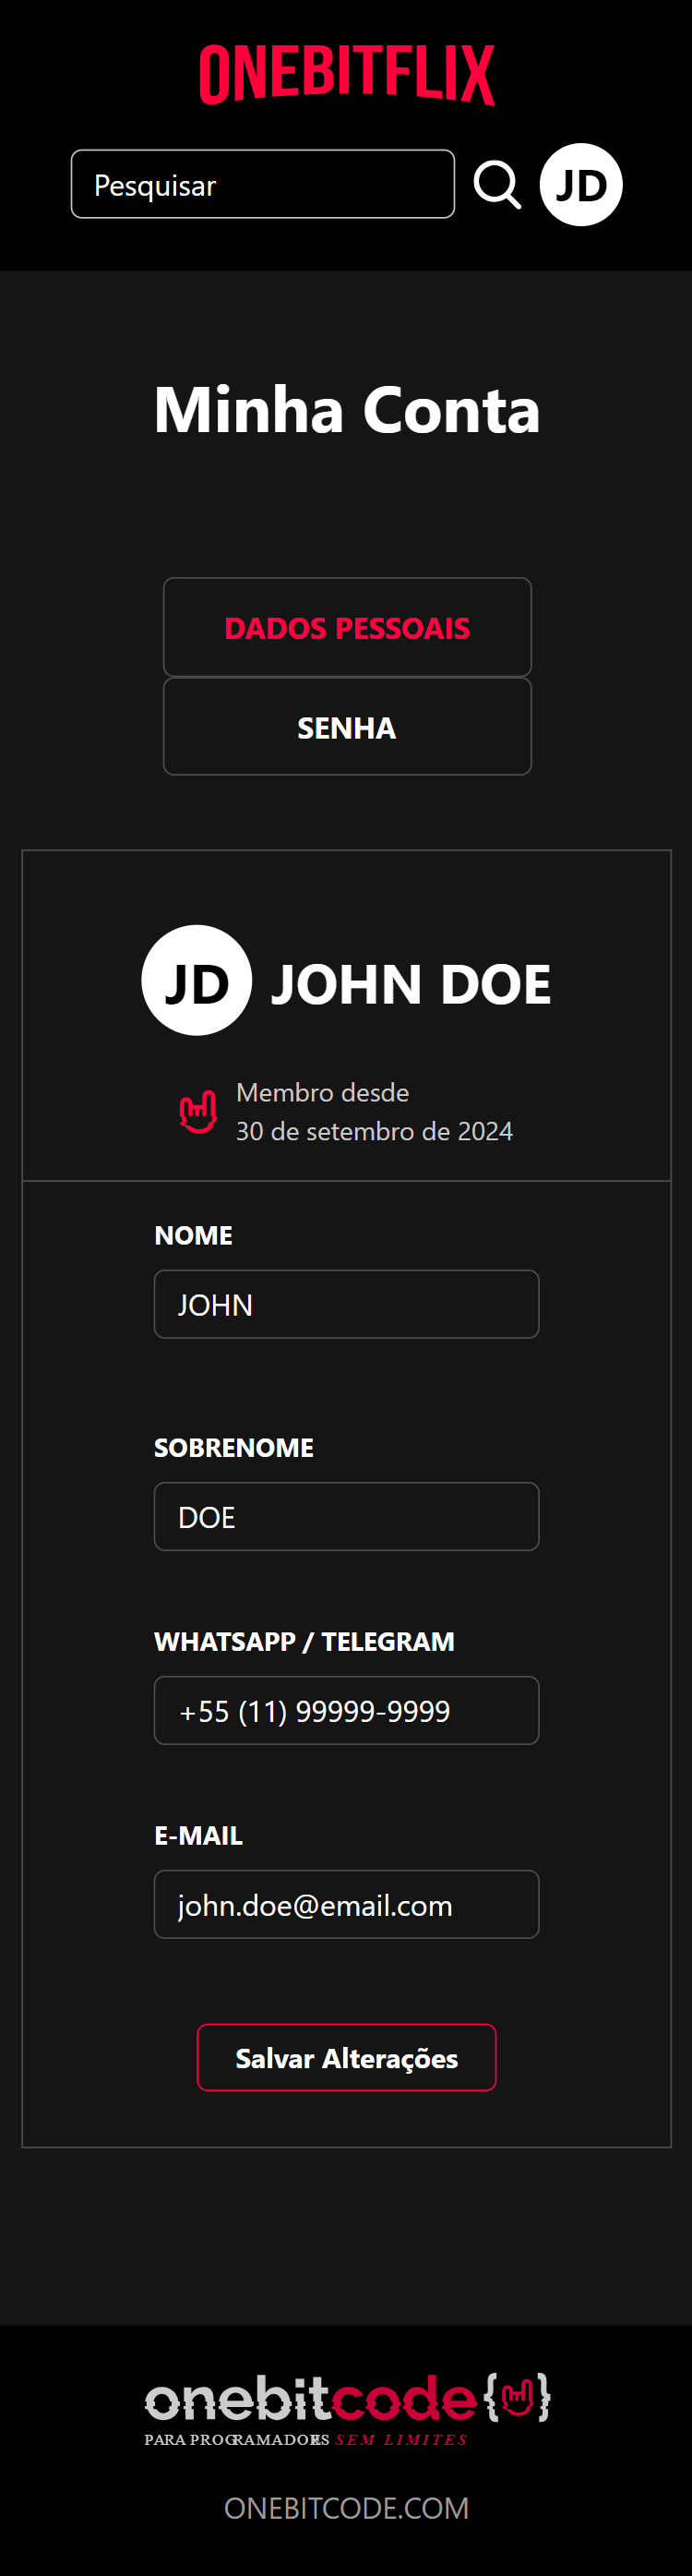 ONEBITFLIX
Pesquisar
JD
Minha Conta
DADOS PESSOAIS
SENHA
JD JOHN DOE
Membro desde
30 de setembro de 2024
NOME
JOHN
SOBRENOME
DOE
WHATSAPP / TELEGRAM
+55 (11) 99999-9999
E-MAIL
john.doe@email.com
Salvar Alterações
onebitcode{}
PARA PROGRAMADORES SEM LIMITES
ONEBITCODE.COM